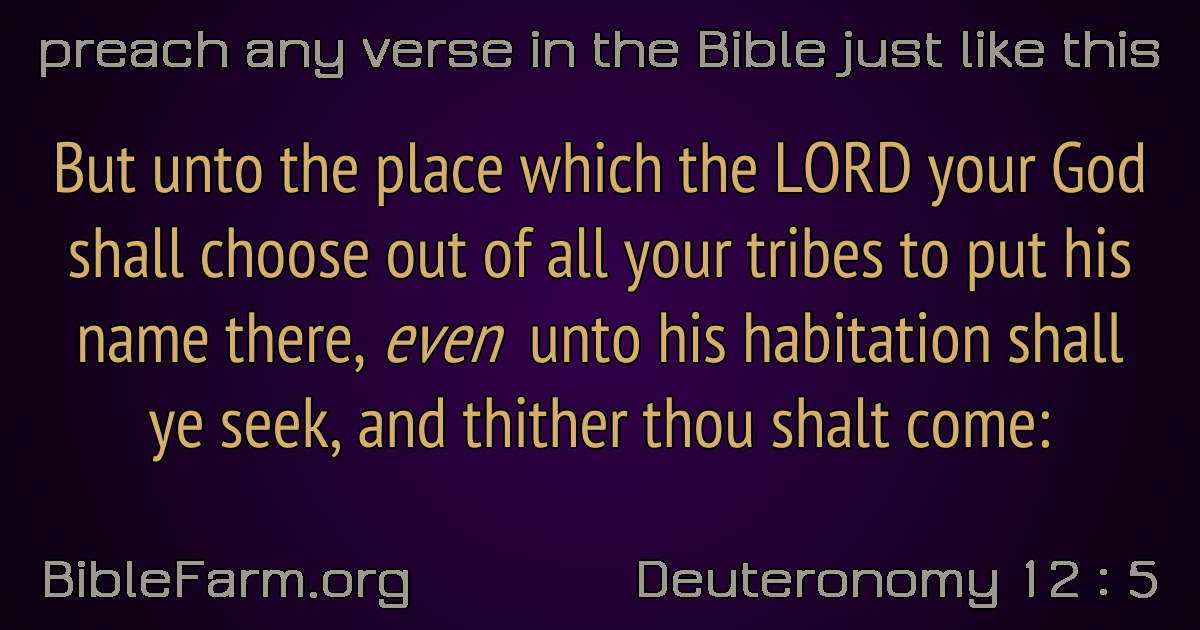 preach any verse in the Bible just like this
But unto the place which the LORD your God
shall choose out of all your tribes to put his
name there, even unto his habitation shall
ye seek, and thither thou shalt come:
BibleFarm.org
Deuteronomy 12 : 5